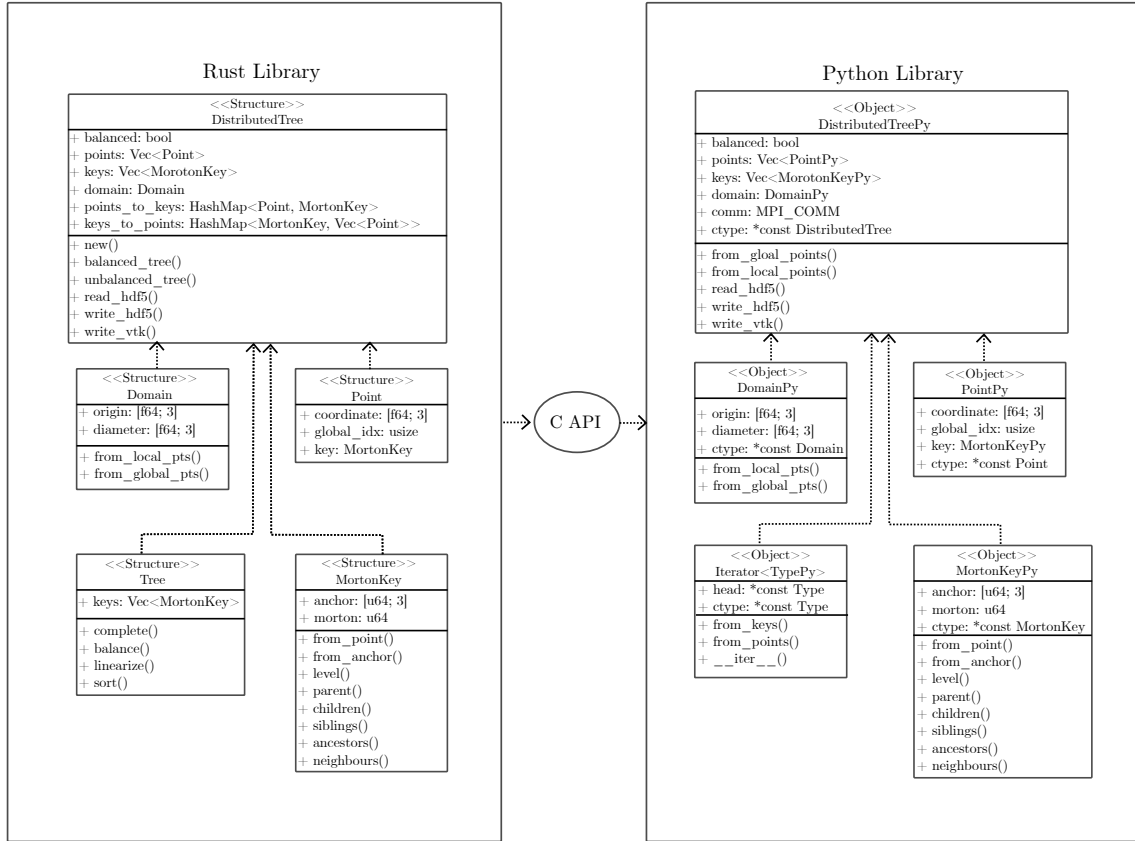 Rust Library
<<Structure>>
DistributedTree
+ balanced: bool
+ points: Vec<Point>
+ keys: Vec<MorotonKey>
+ domain: Domain
+ points_to_keys: HashMap<Point, MortonKey>
+ keys_to_points: HashMap<MortonKey, Vec<Point>>
+ new()
+ balanced_tree()
+ unbalanced_tree()
+ read_hdf5()
+ write_hdf5()
+ write_vtk()
<<Structure>>
Domain
+ origin: [f64; 3]
+ diameter: [f64; 3]
+ from_local_pts()
+ from_global_pts()
<<Structure>>
Point
+ coordinate: [f64; 3]
+ global_idx: usize
+ key: MortonKey
<<Structure>>
Tree
+ keys: Vec<MortonKey>
+ complete()
+ balance()
+ linearize()
+ sort()
<<Structure>>
MortonKey
+ anchor: [u64; 3]
+ morton: u64
+ from_point()
+ from_anchor()
+ level()
+ parent()
+ children()
+ siblings()
+ ancestors()
+ neighbours()
C API
Python Library
<<Object>>
DistributedTreePy
+ balanced: bool
+ points: Vec<PointPy>
+ keys: Vec<MorotonKeyPy>
+ domain: DomainPy
+ comm: MPI_COMM
+ ctype: *const DistributedTree
+ from_gloal_points()
+ from_local_points()
+ read_hdf5()
+ write_hdf5()
+ write_vtk()
<<Object>>
DomainPy
+ origin: [f64; 3]
+ diameter: [f64; 3]
+ ctype: *const Domain
+ from_local_pts()
+ from_global_pts()
<<Object>>
PointPy
+ coordinate: [f64; 3]
+ global_idx: usize
+ key: MortonKeyPy
+ ctype: *const Point
<<Object>>
Iterator<TypePy>
+ head: *const Type
+ ctype: *const Type
+ from_keys()
+ from_points()
+ __iter__()
<<Object>>
MortonKeyPy
+ anchor: [u64; 3]
+ morton: u64
+ ctype: *const MortonKey
+ from_point()
+ from_anchor()
+ level()
+ parent()
+ children()
+ siblings()
+ ancestors()
+ neighbours()